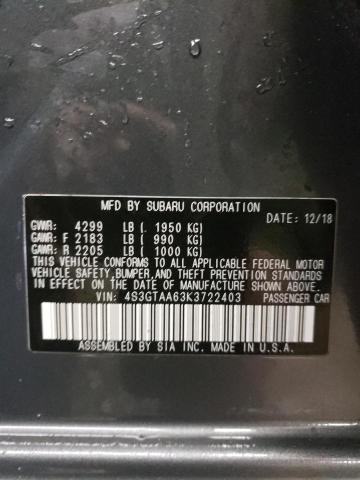 MFD BY SUBARU CORPORATION
DATE: 12/18
GVWR: 4299 LB (. 1950 KG)
GAWR: F 2183 LB ( 990 KG)
GAWR: R 2205 LB ( 1000 KG)
THIS VEHICLE CONFORMS TO ALL APPLICABLE FEDERAL MOTOR
VEHICLE SAFETY, BUMPER, AND THEFT PREVENTION STANDARDS
IN EFFECT ON THE DATE OF MANUFACTURE SHOWN ABOVE.
VIN: 4S3GTAA63K3722403 PASSENGER CAR
ASSEMBLED BY SIA INC. MADE IN U.S.A.